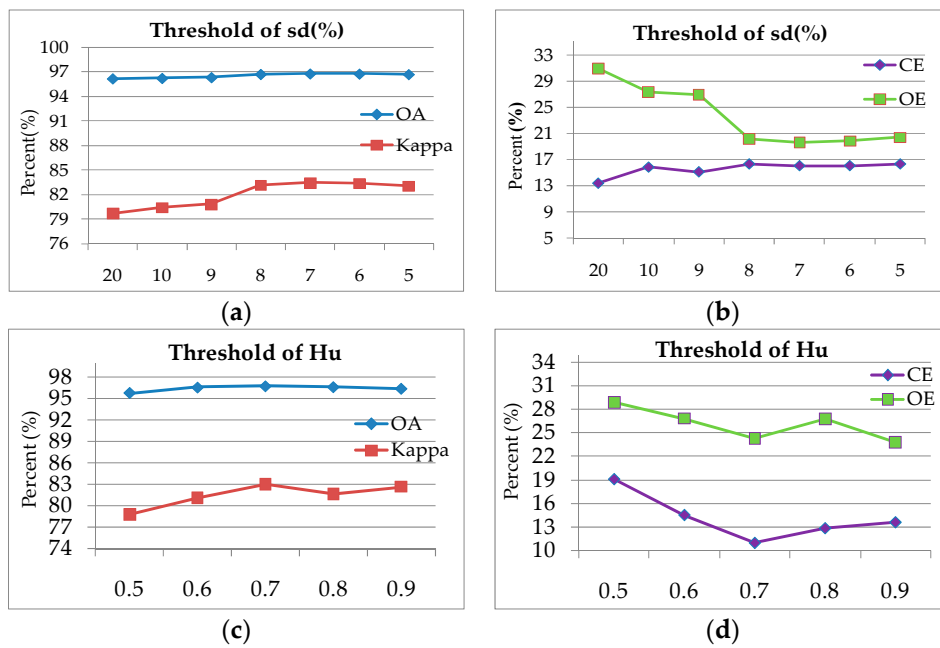 Threshold of sd(%)
100
97
94
91
88
85
82
79
76
Percent(%)
OA
Kappa
20 10 9 8 7 6 5
(a)
Threshold of sd(%)
33
29
25
21
17
13
9
5
Percent (%)
CE
OE
20 10 9 8 7 6 5
(b)
Threshold of Hu
98
95
92
89
86
83
80
77
74
Percent (%)
OA
Kappa
0.5 0.6 0.7 0.8 0.9
(c)
Threshold of Hu
34
31
28
25
22
19
16
13
10
Percent (%)
CE
OE
0.5 0.6 0.7 0.8 0.9
(d)